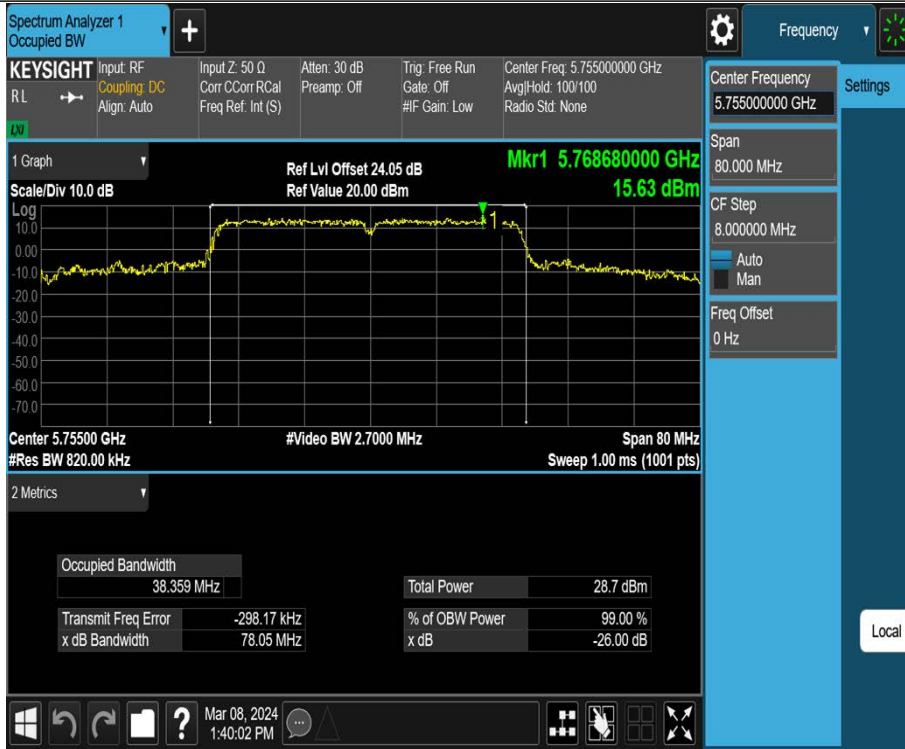 Spectrum Analyzer 1
Occupied BW
+
Frequency
KEYSIGHT
R L
LXI
Input: RF
Coupling: DC
Align: Auto
Input Z: 50 Ω
Corr CCorr RCal
Freq Ref: Int (S)
Atten: 30 dB
Preamp: Off
Trig: Free Run
Gate: Off
#IF Gain: Low
Center Freq: 5.755000000 GHz
Avg|Hold: 100/100
Radio Std: None
Center Frequency
5.755000000 GHz
Settings
Span
80.000 MHz
CF Step
8.000000 MHz
Auto
Man
Freq Offset
0 Hz
Local
1 Graph
Scale/Div 10.0 dB
Ref Lvl Offset 24.05 dB
Ref Value 20.00 dBm
Mkr1 5.768680000 GHz
15.63 dBm
Log
10.0
0.00
-10.0
-20.0
-30.0
-40.0
-50.0
-60.0
-70.0
1
Center 5.75500 GHz
#Res BW 820.00 kHz
#Video BW 2.7000 MHz
Span 80 MHz
Sweep 1.00 ms (1001 pts)
2 Metrics
Occupied Bandwidth
38.359 MHz
Total Power 28.7 dBm
Transmit Freq Error -298.17 kHz
% of OBW Power 99.00 %
x dB Bandwidth 78.05 MHz
x dB -26.00 dB
?
Mar 08, 2024
1:40:02 PM